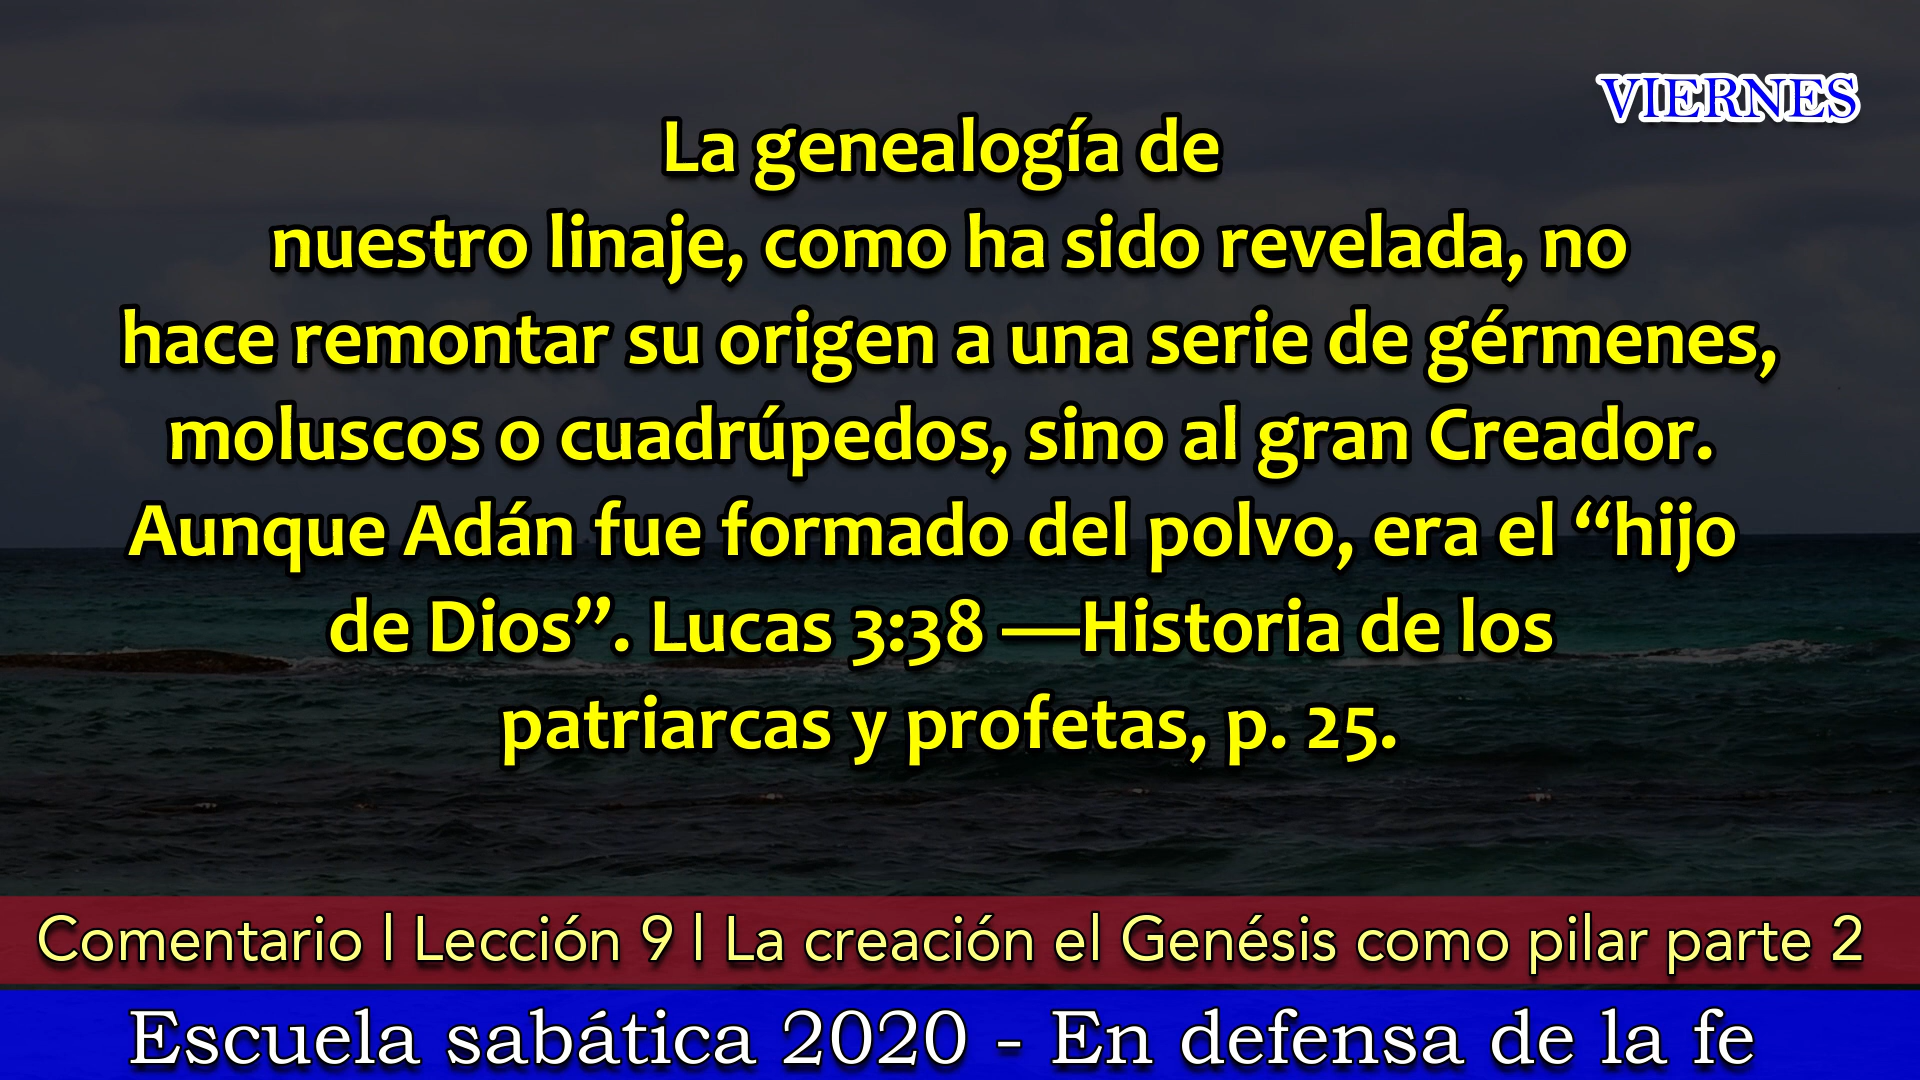 VIERNES
La genealogía de
nuestro linaje, como ha sido revelada, no
hace remontar su origen a una serie de gérmenes,
moluscos o cuadrúpedos, sino al gran Creador.
Aunque Adán fue formado del polvo, era el “hijo
de Dios”. Lucas 3:38 —Historia de los
patriarcas y profetas, p. 25.
Comentario l Lección 9 l La creación el Genésis como pilar parte 2
Escuela sabática 2020 - En defensa de la fe